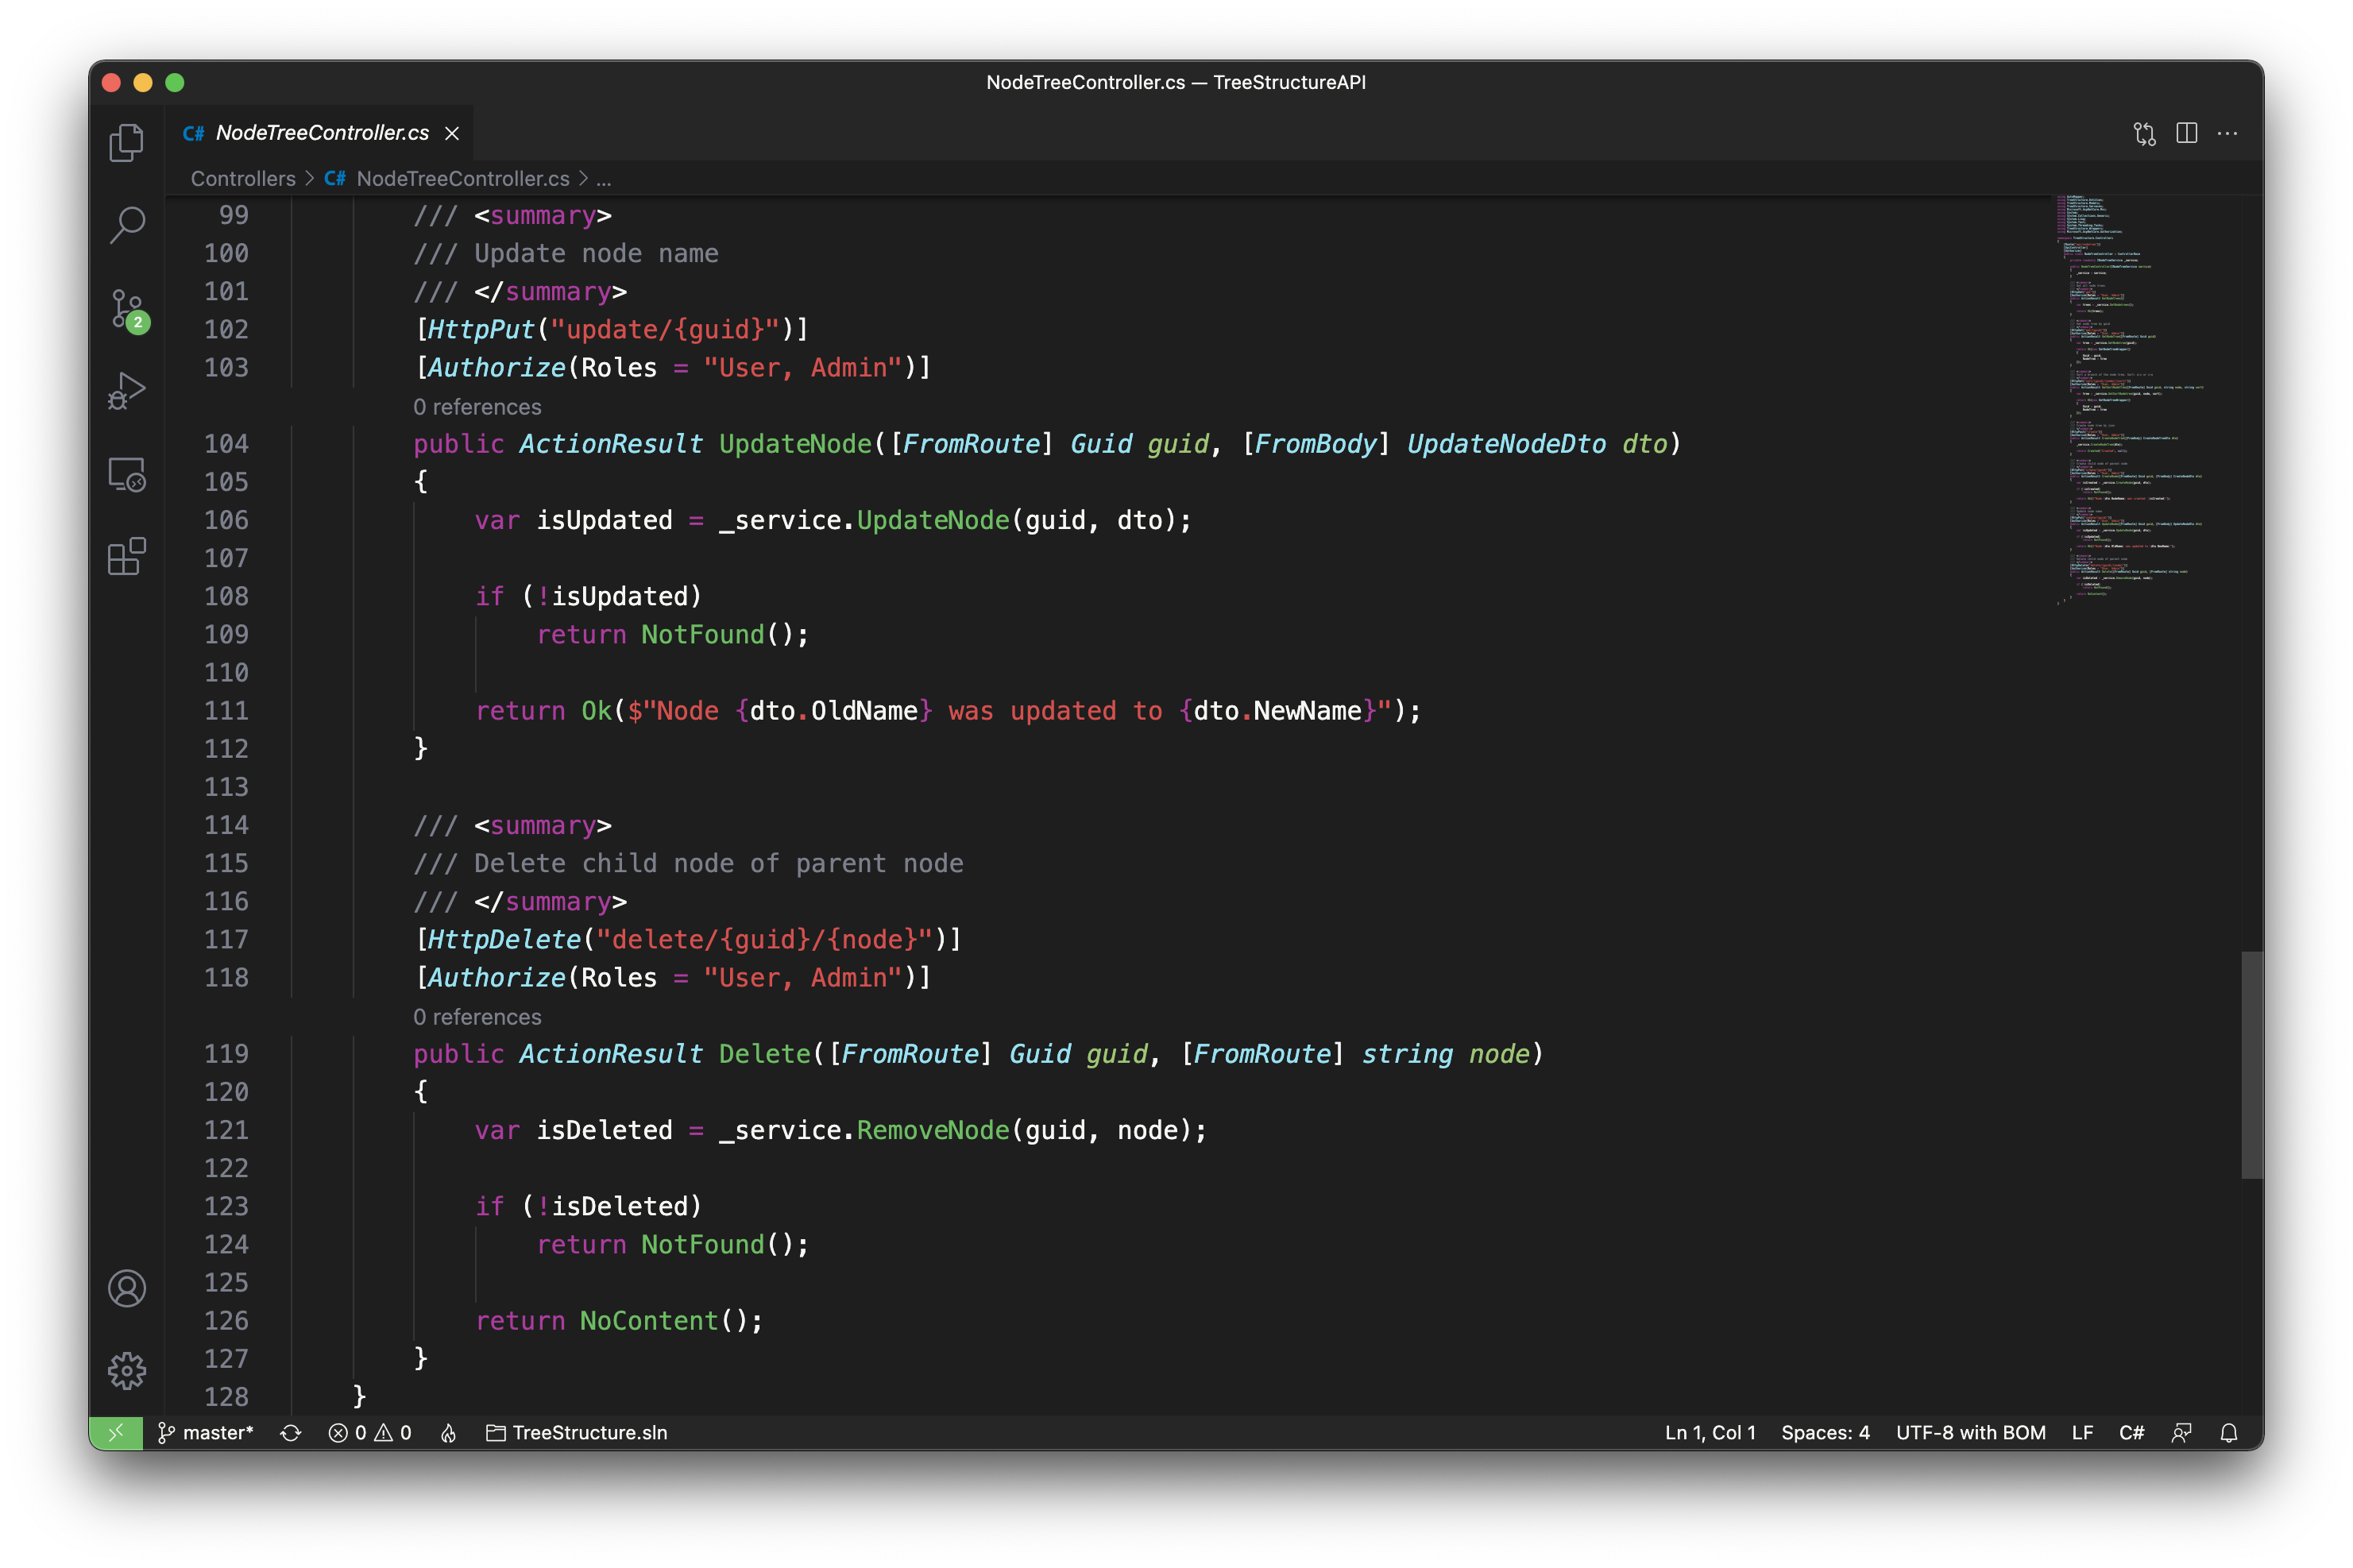 NodeTreeController.cs — TreeStructureAPI
C# NodeTreeController.cs
Controllers > C# NodeTreeController.cs > ...
99 /// <summary>
100 /// Update node name
101 /// </summary>
102 [HttpPut("update/{guid}")]
103 [Authorize(Roles = "User, Admin")]
0 references
104 public ActionResult UpdateNode([FromRoute] Guid guid, [FromBody] UpdateNodeDto dto)
105 {
106 var isUpdated = _service.UpdateNode(guid, dto);
107
108 if (!isUpdated)
109 return NotFound();
110
111 return Ok($"Node {dto.OldName} was updated to {dto.NewName}");
112 }
113
114 /// <summary>
115 /// Delete child node of parent node
116 /// </summary>
117 [HttpDelete("delete/{guid}/{node}")]
118 [Authorize(Roles = "User, Admin")]
0 references
119 public ActionResult Delete([FromRoute] Guid guid, [FromRoute] string node)
120 {
121 var isDeleted = _service.RemoveNode(guid, node);
122
123 if (!isDeleted)
124 return NotFound();
125
126 return NoContent();
127 }
128 }
2
master* 0 0 TreeStructure.sln Ln 1, Col 1 Spaces: 4 UTF-8 with BOM LF C#